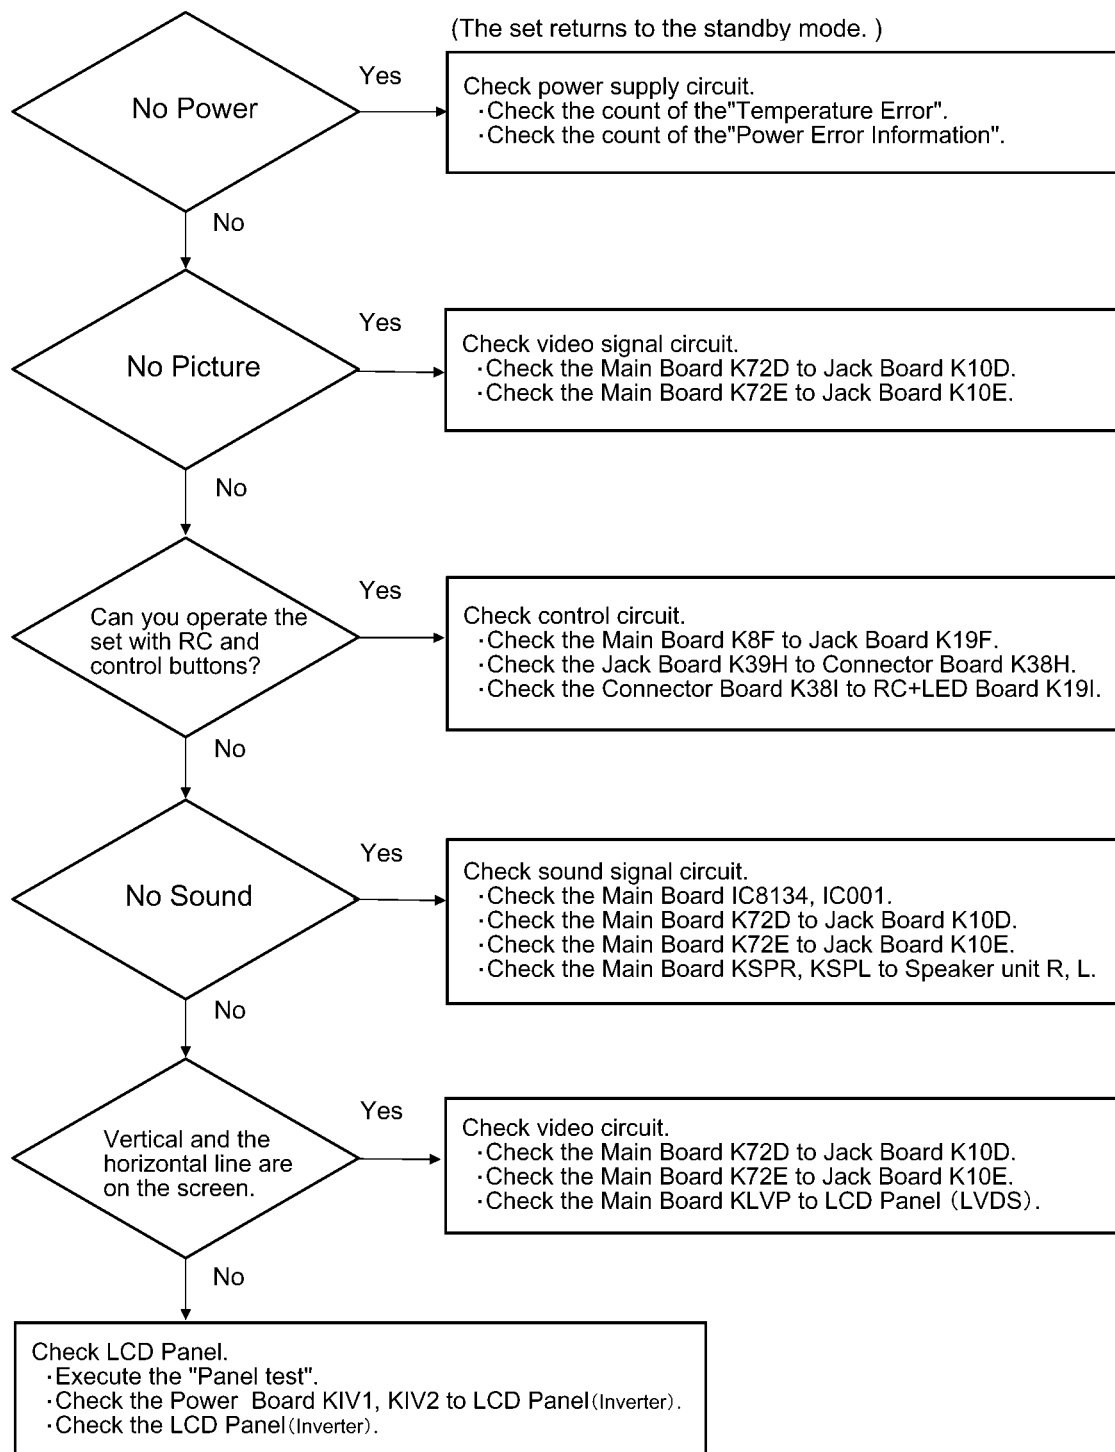 (The set returns to the standby mode. )
No Power
Yes
Check power supply circuit.
·Check the count of the"Temperature Error".
·Check the count of the"Power Error Information".
No
No Picture
Yes
Check video signal circuit.
·Check the Main Board K72D to Jack Board K10D.
·Check the Main Board K72E to Jack Board K10E.
No
Can you operate the
set with RC and
control buttons?
Yes
Check control circuit.
·Check the Main Board K8F to Jack Board K19F.
·Check the Jack Board K39H to Connector Board K38H.
·Check the Connector Board K38I to RC+LED Board K19I.
No
No Sound
Yes
Check sound signal circuit.
·Check the Main Board IC8134, IC001.
·Check the Main Board K72D to Jack Board K10D.
·Check the Main Board K72E to Jack Board K10E.
·Check the Main Board KSPR, KSPL to Speaker unit R, L.
No
Vertical and the
horizontal line are
on the screen.
Yes
Check video circuit.
·Check the Main Board K72D to Jack Board K10D.
·Check the Main Board K72E to Jack Board K10E.
·Check the Main Board KLVP to LCD Panel (LVDS).
No
Check LCD Panel.
·Execute the "Panel test".
·Check the Power  Board KIV1, KIV2 to LCD Panel(Inverter).
·Check the LCD Panel(Inverter).